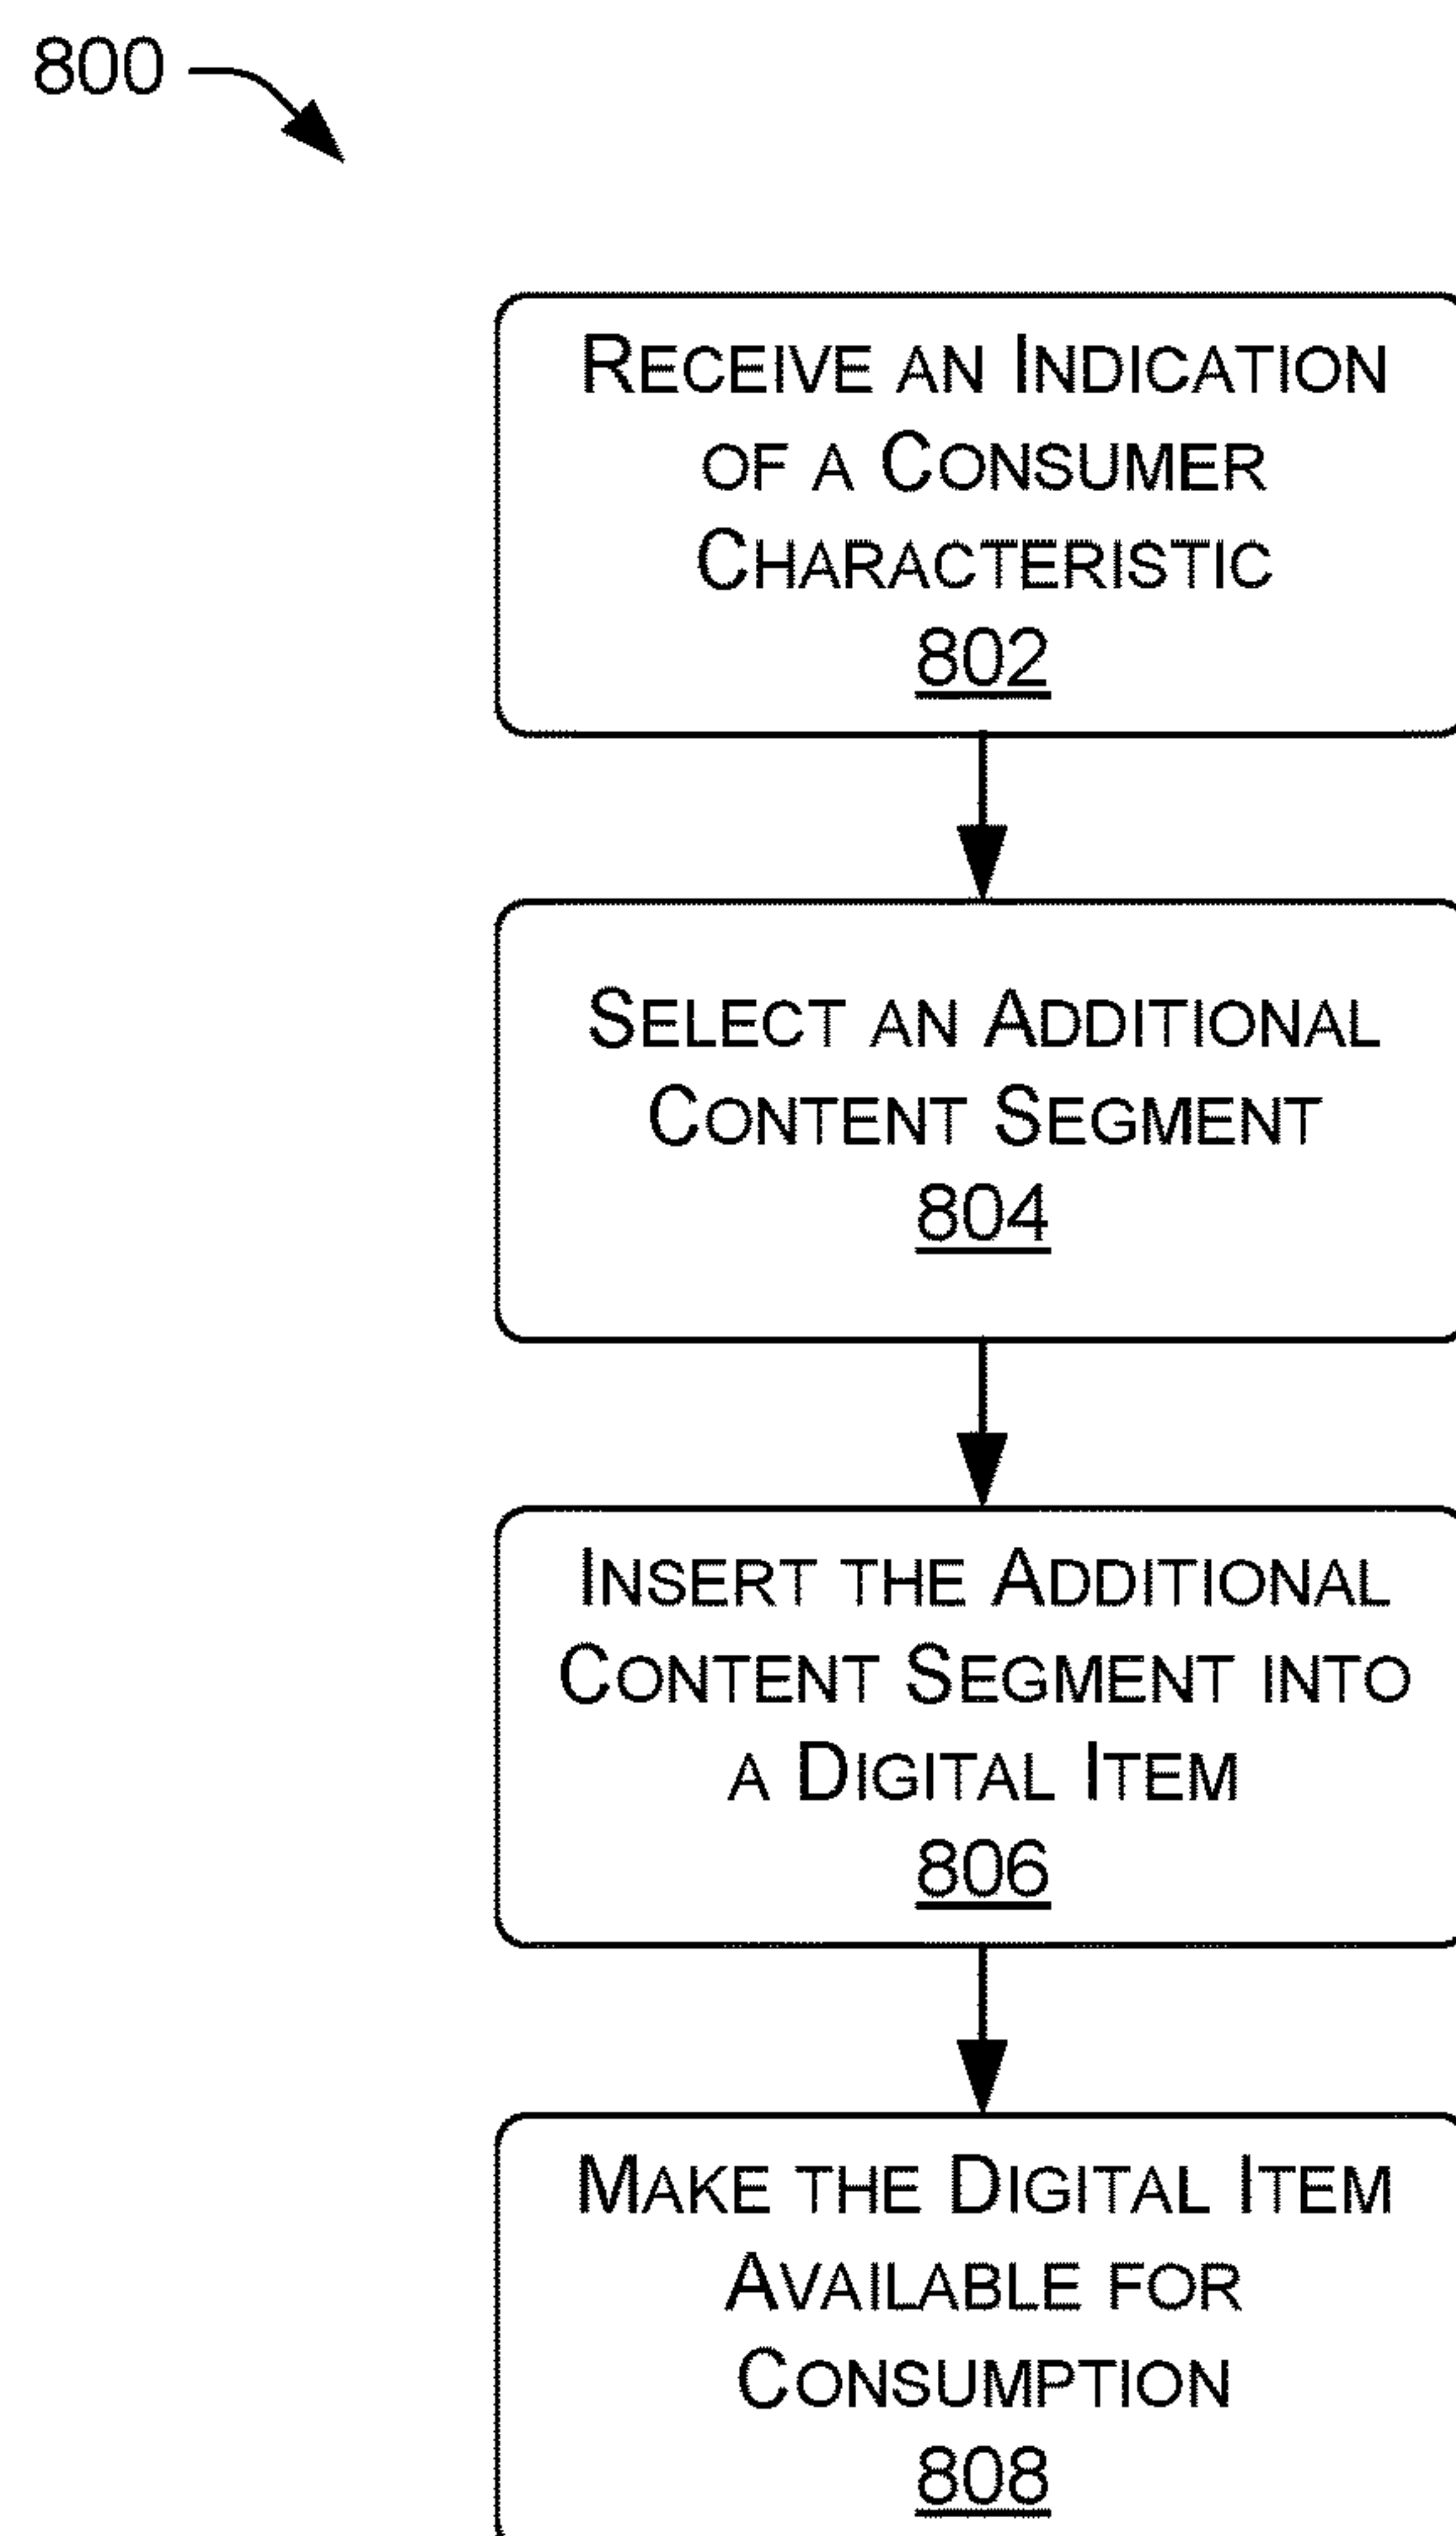 800
Receive an Indication
of a Consumer
Characteristic
802
Select an Additional
Content Segment
804
Insert the Additional
Content Segment into
a Digital Item
806
Make the Digital Item
Available for
Consumption
808